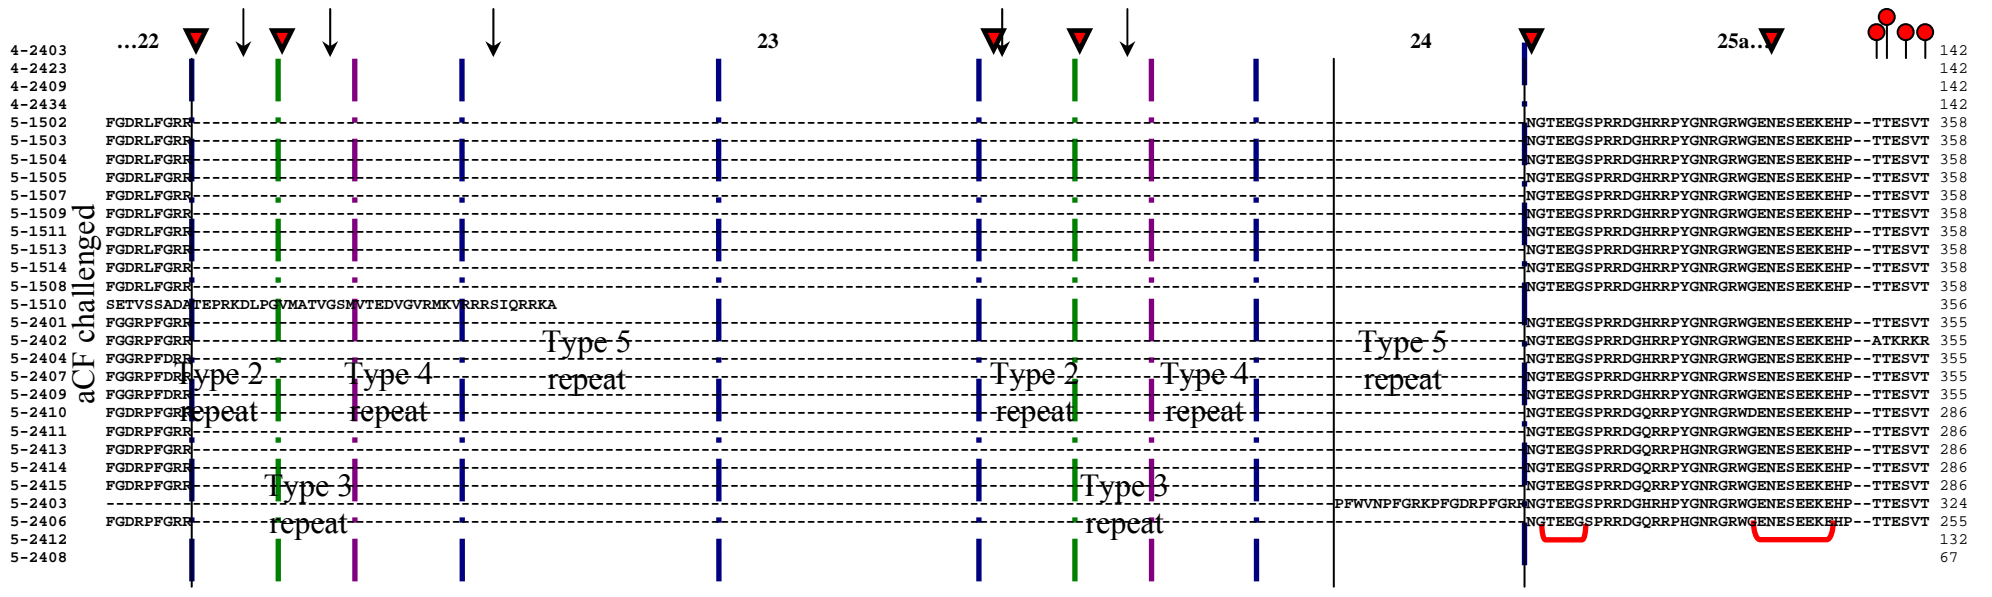 …22 23 24 25a…
4-2403 142
4-2423 142
4-2409 142
4-2434 142
5-1502 FGDRLFGRR NGTEEGSPRRDGHRRPYGNRGRWGENESEEKEHP--TTESVT 358
5-1503 FGDRLFGRR NGTEEGSPRRDGHRRPYGNRGRWGENESEEKEHP--TTESVT 358
5-1504 FGDRLFGRR NGTEEGSPRRDGHRRPYGNRGRWGENESEEKEHP--TTESVT 358
5-1505 FGDRLFGRR NGTEEGSPRRDGHRRPYGNRGRWGENESEEKEHP--TTESVT 358
5-1507 FGDRLFGRR NGTEEGSPRRDGHRRPYGNRGRWGENESEEKEHP--TTESVT 358
5-1509 FGDRLFGRR NGTEEGSPRRDGHRRPYGNRGRWGENESEEKEHP--TTESVT 358
5-1511 FGDRLFGRR NGTEEGSPRRDGHRRPYGNRGRWGENESEEKEHP--TTESVT 358
5-1513 FGDRLFGRR NGTEEGSPRRDGHRRPYGNRGRWGENESEEKEHP--TTESVT 358
5-1514 FGDRLFGRR NGTEEGSPRRDGHRRPYGNRGRWGENESEEKEHP--TTESVT 358
5-1508 FGDRLFGRR NGTEEGSPRRDGHRRPYGNRGRWGENESEEKEHP--TTESVT 358
5-1510 SETVSSADATEPRKDLPGVMATVGSMVTEDVGVRMKVRRRSIQRRKA 356
5-2401 FGGRPFGRR NGTEEGSPRRDGHRRPYGNRGRWGENESEEKEHP--TTESVT 355
5-2402 FGGRPFGRR NGTEEGSPRRDGHRRPYGNRGRWGENESEEKEHP--ATKRKR 355
5-2404 FGGRPFDRR NGTEEGSPRRDGHRRPYGNRGRWGENESEEKEHP--TTESVT 355
5-2407 FGGRPFDRR NGTEEGSPRRDGHRRPYGNRGRWSENESEEKEHP--TTESVT 355
5-2409 FGGRPFDRR NGTEEGSPRRDGHRRPYGNRGRWGENESEEKEHP--TTESVT 355
5-2410 FGDRPFGRR NGTEEGSPRRDGQRRPYGNRGRWDENESEEKEHP--TTESVT 286
5-2411 FGDRPFGRR NGTEEGSPRRDGQRRPYGNRGRWGENESEEKEHP--TTESVT 286
5-2413 FGDRPFGRR NGTEEGSPRRDGQRRPHGNRGRWGENESEEKEHP--TTESVT 286
5-2414 FGDRPFGRR NGTEEGSPRRDGQRRPYGNRGRWGENESEEKEHP--TTESVT 286
5-2415 FGDRPFGRR NGTEEGSPRRDGQRRPYGNRGRWGENESEEKEHP--TTESVT 286
5-2403 PFWVNPFGRKPFGDRPFGRRNGTEEGSPRRDGHRHPYGNRGRWGENESEEKEHP--TTESVT 324
5-2406 FGDRPFGRR NGTEEGSPRRDGQRRPHGNRGRWGENESEEKEHP--TTESVT 255
5-2412 132
5-2408 67
aCF challenged
Type 2
repeat
Type 3
repeat
Type 4
repeat
Type 5
repeat
Type 2
repeat
Type 3
repeat
Type 4
repeat
Type 5
repeat